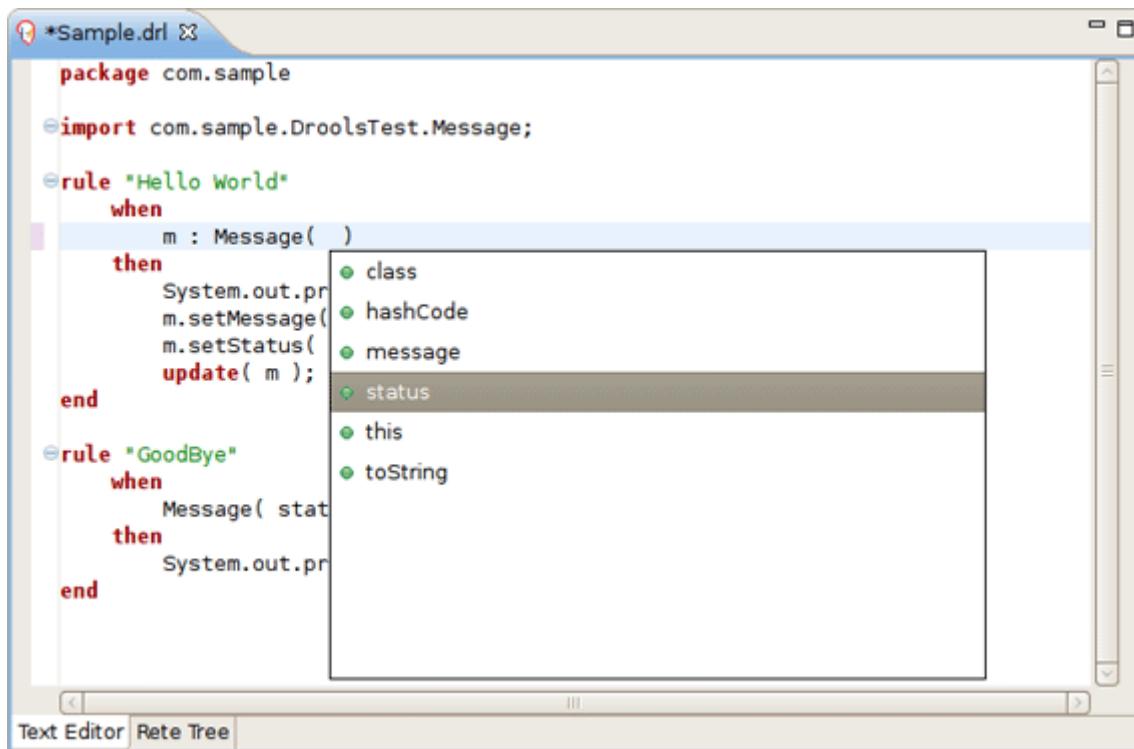 *Sample.drl
package com.sample
import com.sample.DroolsTest.Message;
rule "Hello World"
when
m : Message(  )
then
System.out.pr
m.setMessage(
m.setStatus(
update( m );
end
class
hashCode
message
status
this
toString
rule "GoodBye"
when
Message( stat
then
System.out.pr
end
Text Editor Rete Tree